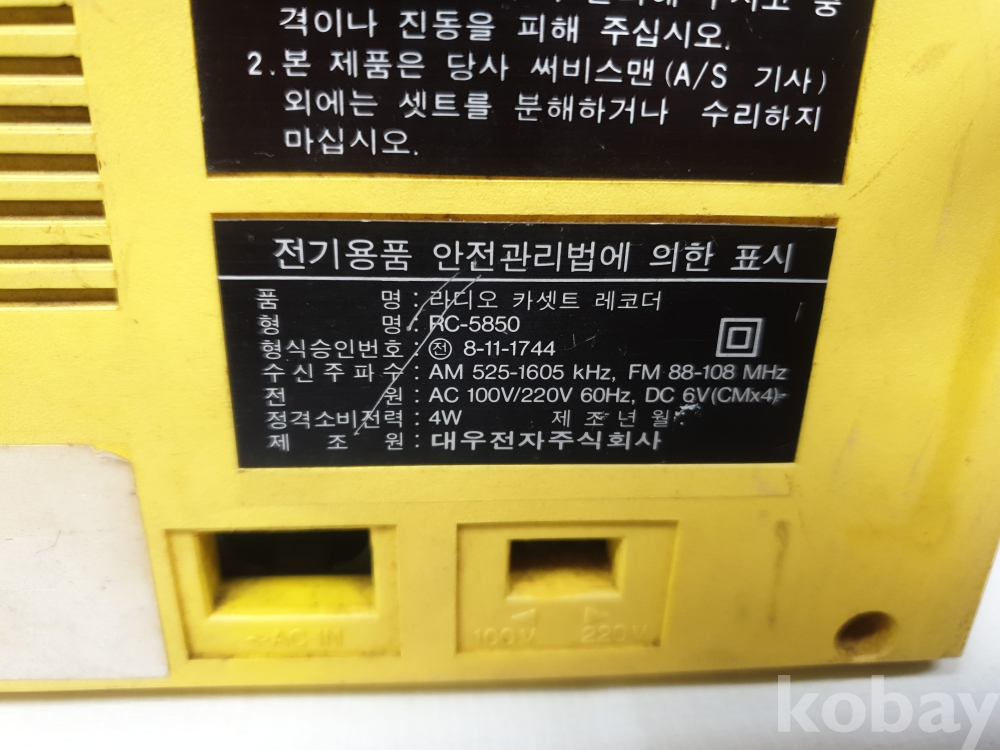 격이나 진동을 피해 주십시오.
2. 본 제품은 당사 써비스맨(A/S 기사)
외에는 셋트를 분해하거나 수리하지
마십시오.
전기용품 안전관리법에 의한 표시
품 명 : 라디오 카셋트 레코더
형 명 : RC-5850
형식승인번호 : 전 8-11-1744
수신주파수 : AM 525-1605 kHz, FM 88-108 MHz
전 원 : AC 100V/220V 60Hz, DC 6V(CMx4)
정격소비전력 : 4W 제조년월 :
제 조 원 : 대우전자주식회사
~AC IN
100V 220V
kobay